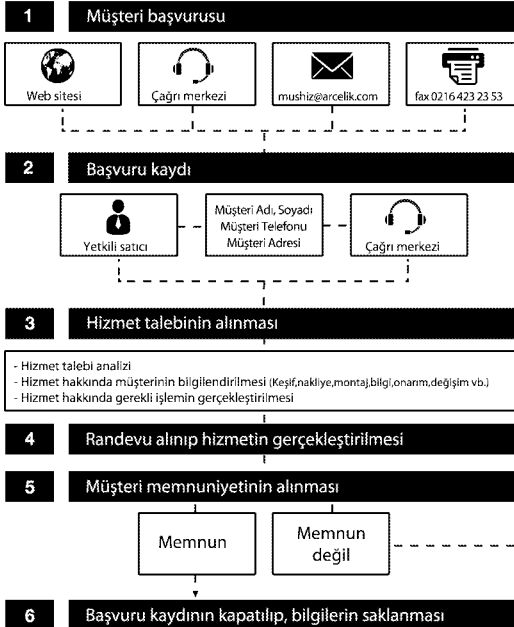 1 Müşteri başvurusu
Web sitesi
Çağrı merkezi
mushiz@arcelik.com
fax 0216 423 23 53
2 Başvuru kaydı
Yetkili satıcı
Müşteri Adı, Soyadı
Müşteri Telefonu
Müşteri Adresi
Çağrı merkezi
3 Hizmet talebinin alınması
- Hizmet talebi analizi
- Hizmet hakkında müşterinin bilgilendirilmesi (Keşif,nakliye,montaj,bilgi,onarım,değişim vb.)
- Hizmet hakkında gerekli işlemin gerçekleştirilmesi
4 Randevu alınıp hizmetin gerçekleştirilmesi
5 Müşteri memnuniyetinin alınması
Memnun
Memnun
değil
6 Başvuru kaydının kapatılıp, bilgilerin saklanması